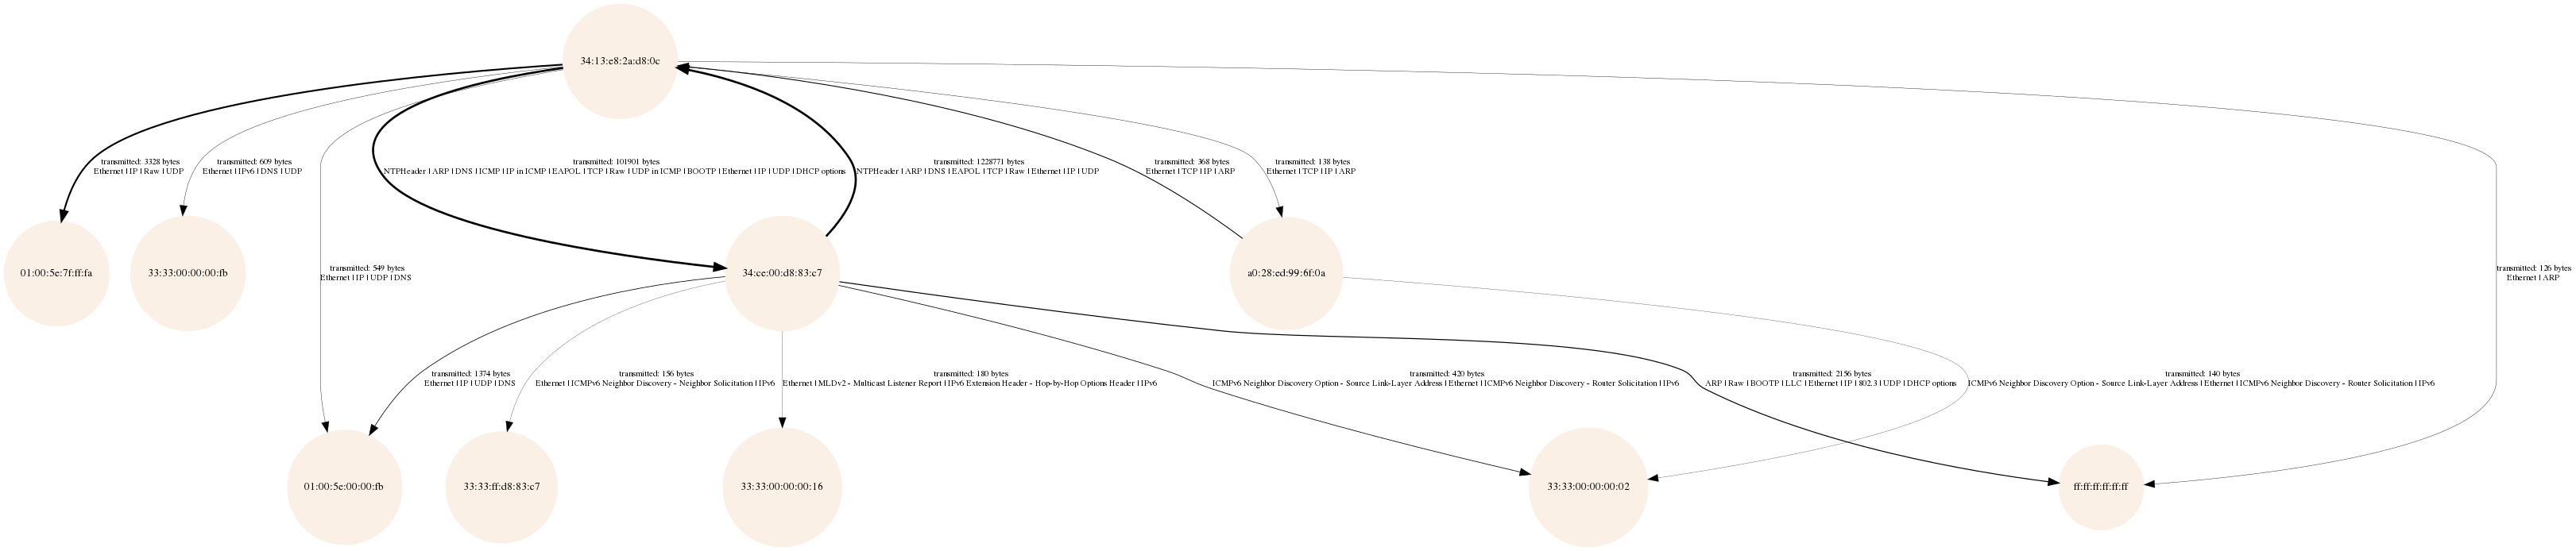 34:13:e8:2a:d8:0c
transmitted: 3328 bytes
Ethernet | IP | Raw | UDP
transmitted: 609 bytes
Ethernet | IPv6 | DNS | UDP
transmitted: 101901 bytes
NTPHeader | ARP | DNS | ICMP | IP in ICMP | EAPOL | TCP | Raw | UDP in ICMP | BOOTP | Ethernet | IP | UDP | DHCP options
transmitted: 1228771 bytes
NTPHeader | ARP | DNS | EAPOL | TCP | Raw | Ethernet | IP | UDP
transmitted: 368 bytes
Ethernet | TCP | IP | ARP
transmitted: 138 bytes
Ethernet | TCP | IP | ARP
01:00:5e:7f:ff:fa
33:33:00:00:00:fb
transmitted: 549 bytes
Ethernet | IP | UDP | DNS
34:ce:00:d8:83:c7
a0:28:ed:99:6f:0a
transmitted: 126 bytes
Ethernet | ARP
transmitted: 1374 bytes
Ethernet | IP | UDP | DNS
transmitted: 156 bytes
Ethernet | ICMPv6 Neighbor Discovery - Neighbor Solicitation | IPv6
transmitted: 180 bytes
Ethernet | MLDv2 - Multicast Listener Report | IPv6 Extension Header - Hop-by-Hop Options Header | IPv6
transmitted: 420 bytes
ICMPv6 Neighbor Discovery Option - Source Link-Layer Address | Ethernet | ICMPv6 Neighbor Discovery - Router Solicitation | IPv6
transmitted: 2156 bytes
ARP | Raw | BOOTP | LLC | Ethernet | IP | 802.3 | UDP | DHCP options
transmitted: 140 bytes
ICMPv6 Neighbor Discovery Option - Source Link-Layer Address | Ethernet | ICMPv6 Neighbor Discovery - Router Solicitation | IPv6
01:00:5e:00:00:fb
33:33:ff:d8:83:c7
33:33:00:00:00:16
33:33:00:00:00:02
ff:ff:ff:ff:ff:ff